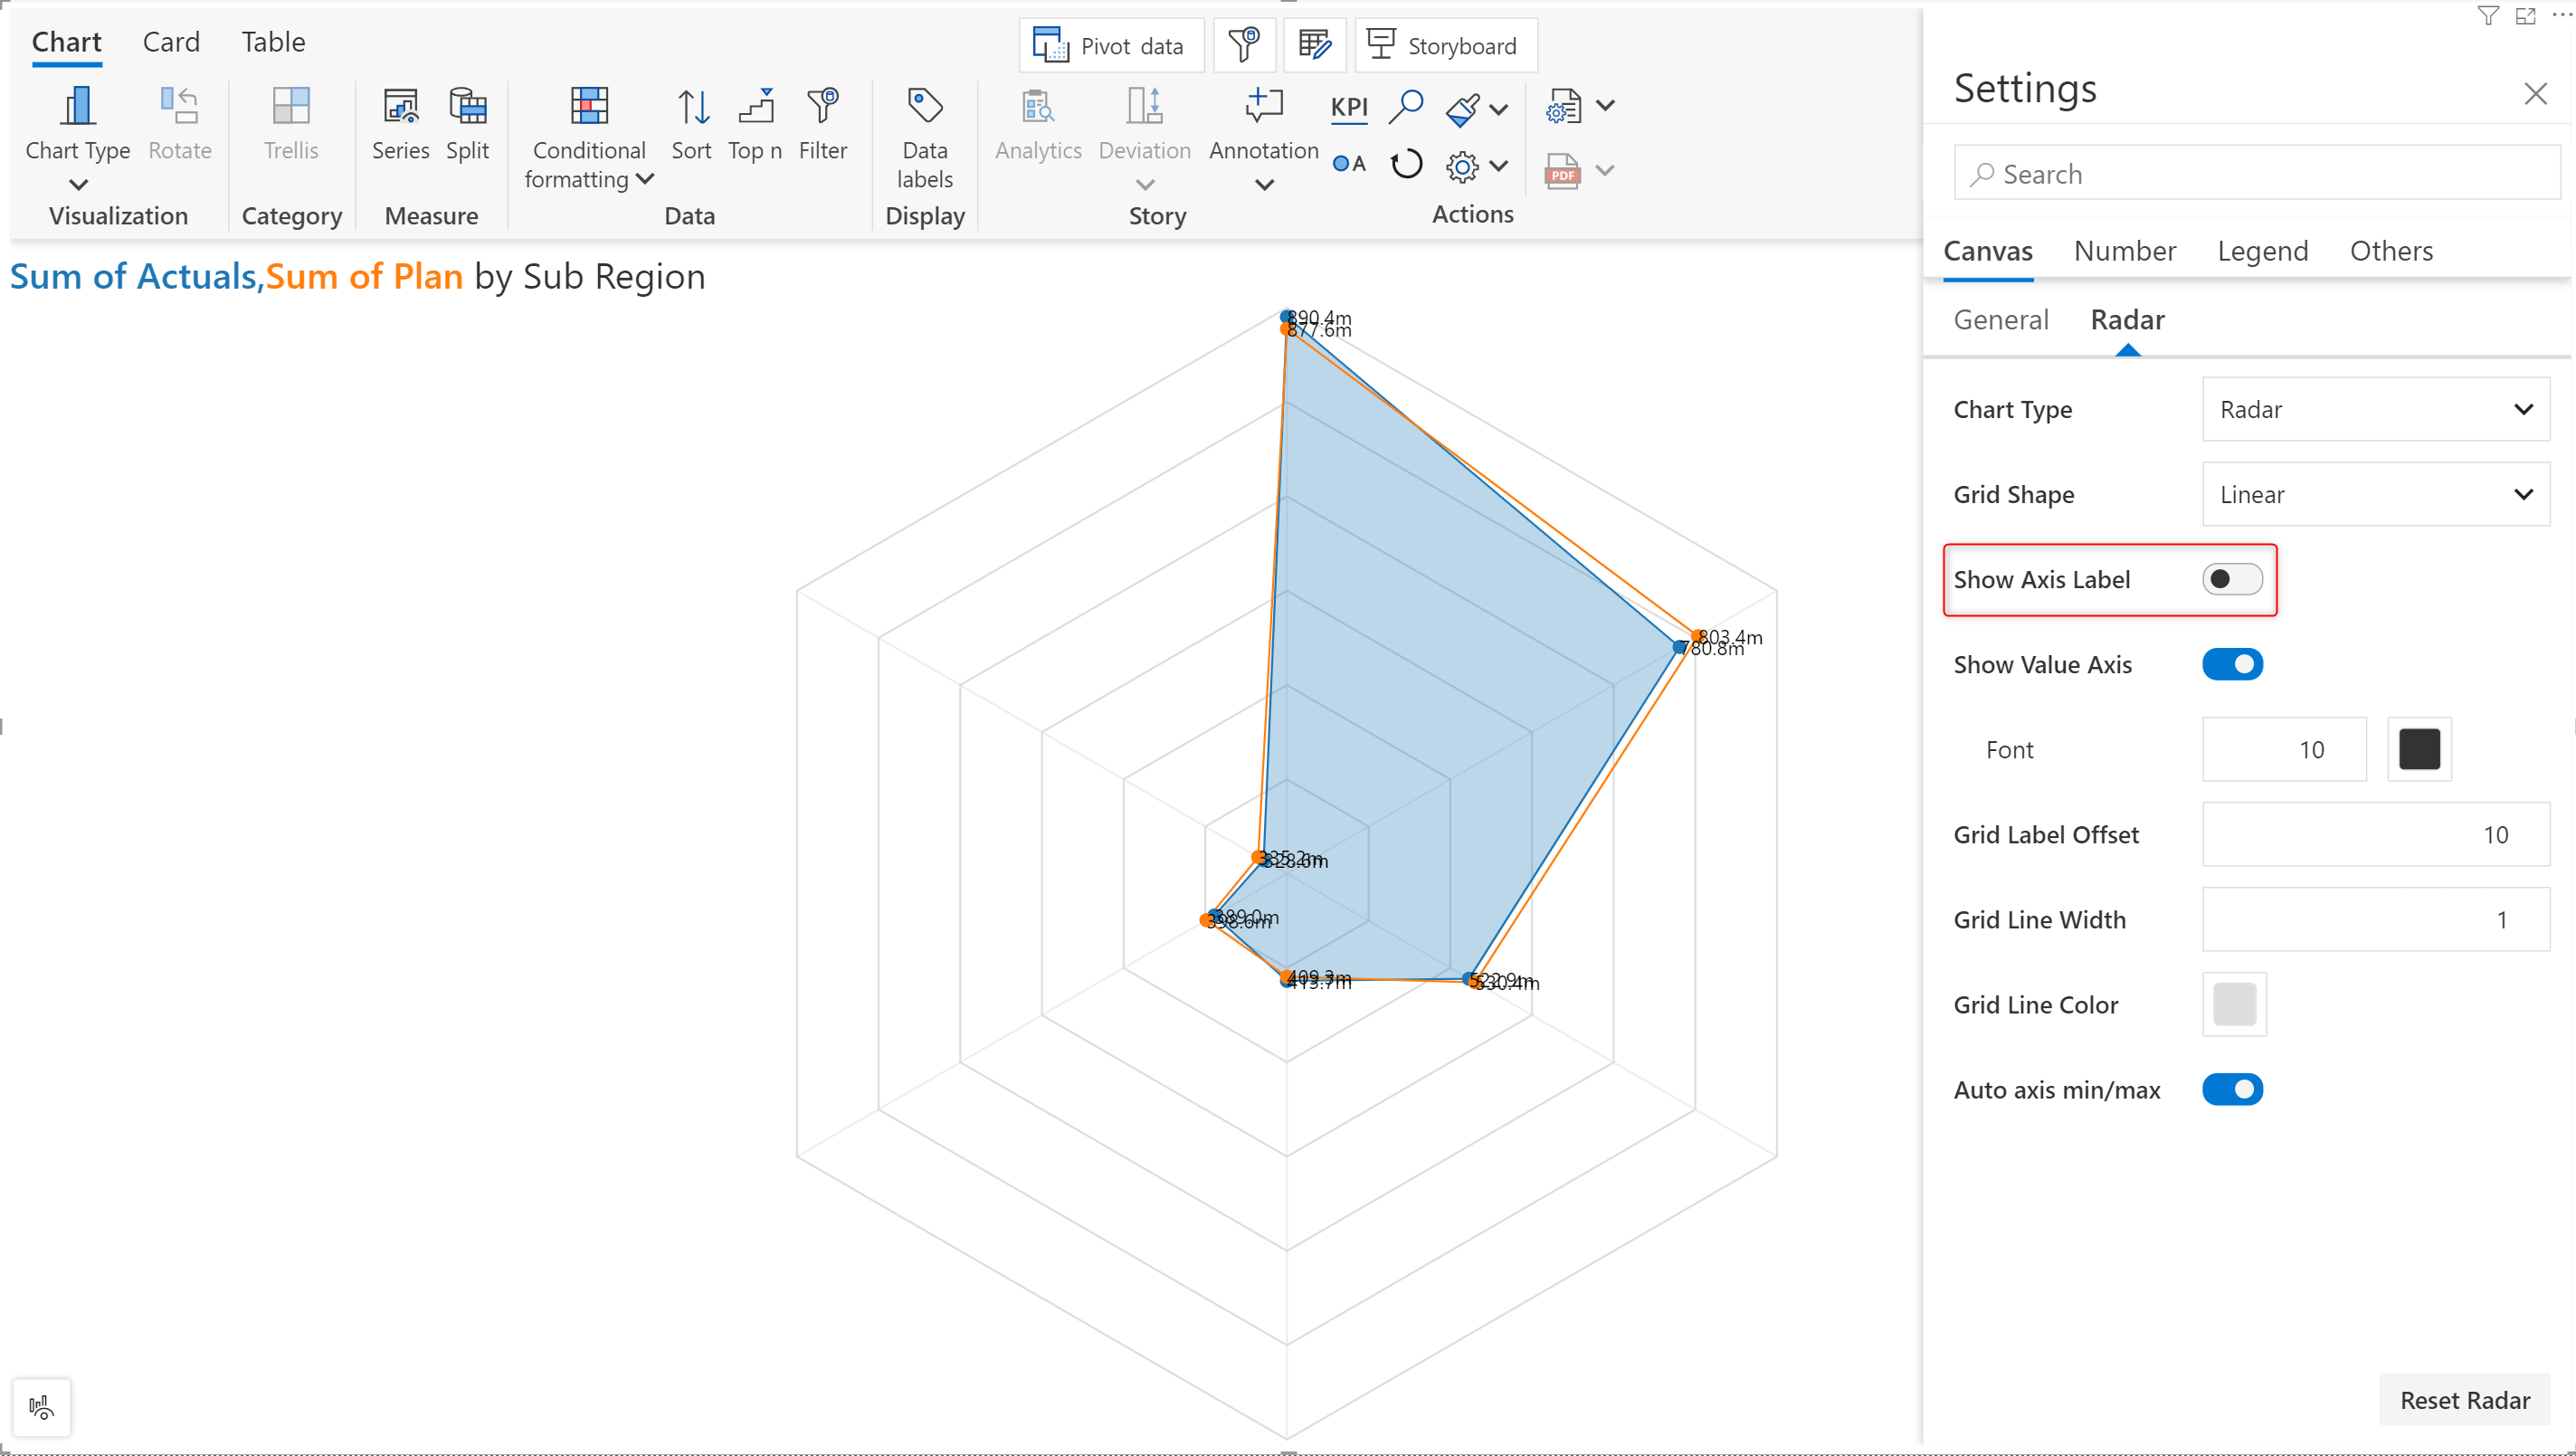 Chart Card Table
Pivot data Storyboard
Chart Type Rotate
Visualization
Trellis
Category
Series Split
Measure
Conditional
formatting
Sort Top n Filter
Data
Data
labels
Display
Analytics Deviation Annotation
Story
KPI
A
PDF
Actions
Sum of Actuals,Sum of Plan by Sub Region
890.4m
877.6m
803.4m
780.8m
335.2m
328.6m
389.0m
398.6m
409.3m
413.7m
522.9m
530.4m
Settings
Search
Canvas Number Legend Others
General Radar
Chart Type Radar
Grid Shape Linear
Show Axis Label
Show Value Axis
Font 10
Grid Label Offset 10
Grid Line Width 1
Grid Line Color
Auto axis min/max
Reset Radar